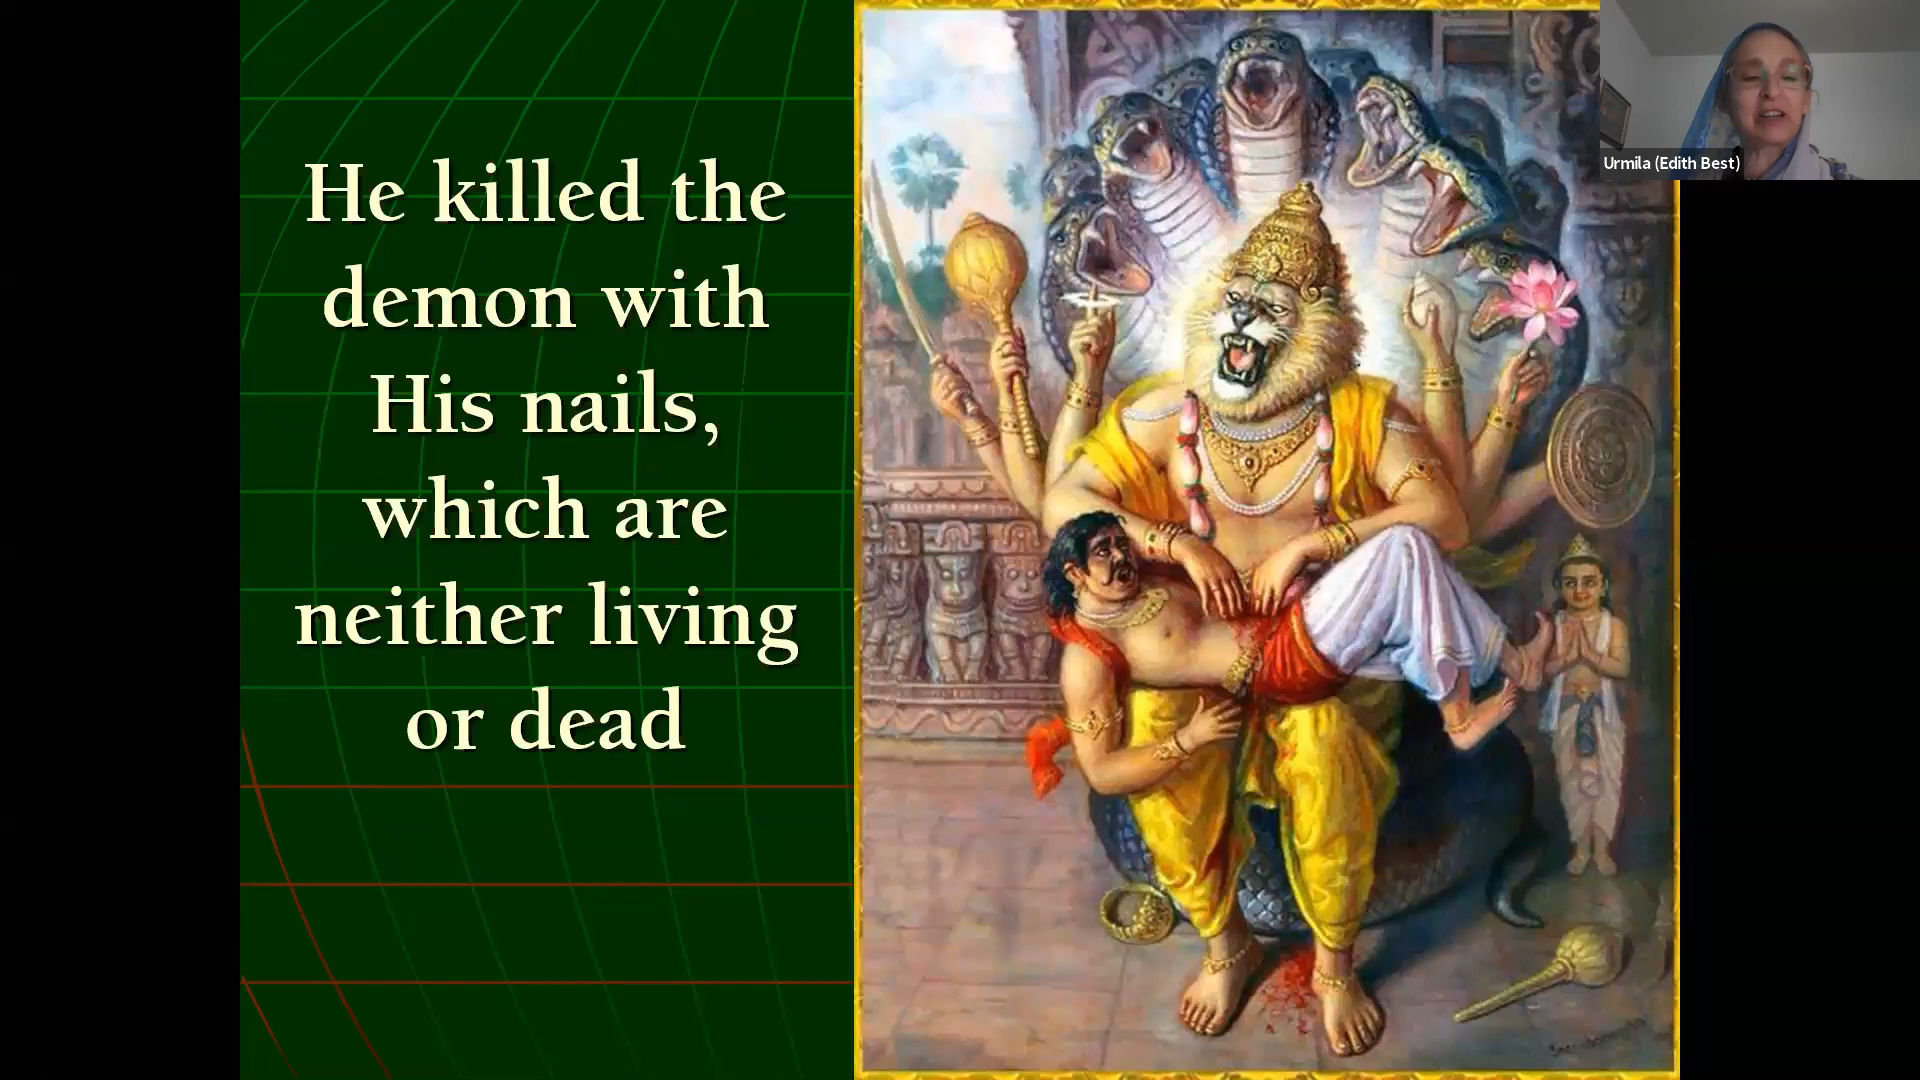 He killed the
demon with
His nails,
which are
neither living
or dead
Urmila (Edith Best)